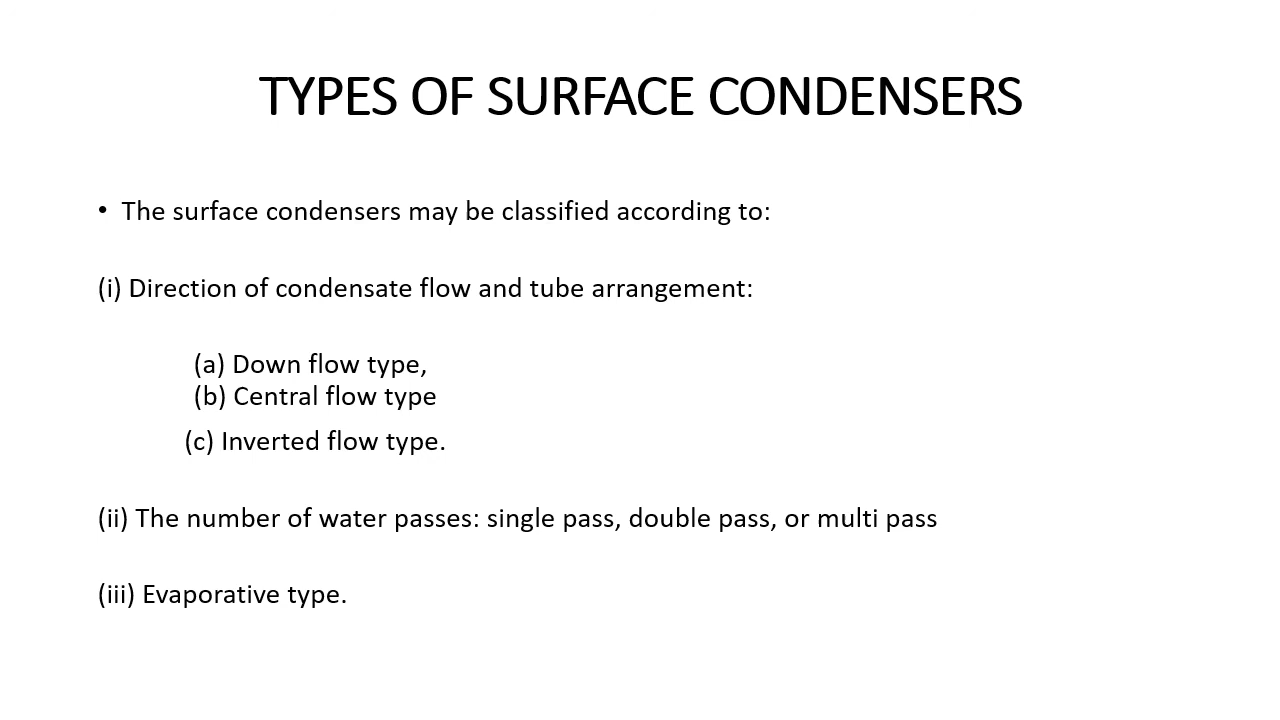 TYPES OF SURFACE CONDENSERS
• The surface condensers may be classified according to:
(i) Direction of condensate flow and tube arrangement:
(a) Down flow type,
(b) Central flow type
(c) Inverted flow type.
(ii) The number of water passes: single pass, double pass, or multi pass
(iii) Evaporative type.